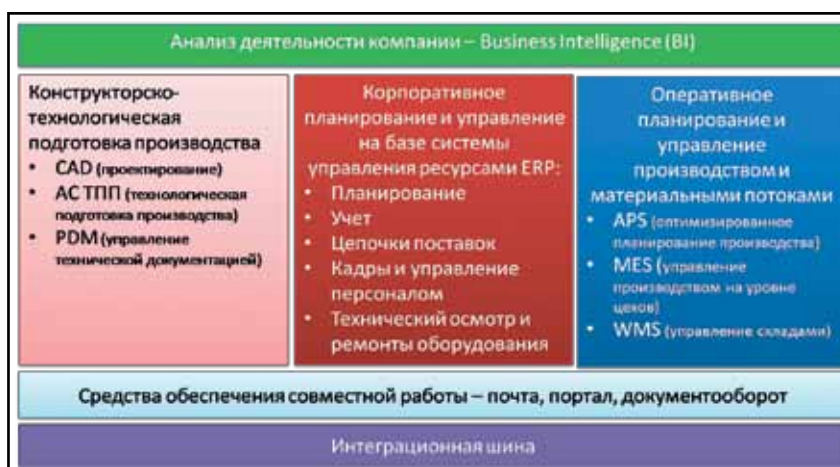 Анализ деятельности компании – Business Intelligence (BI)
Конструкторско-
технологическая
подготовка производства
• CAD (проектирование)
• АС ТПП (технологическая
подготовка производства)
• PDM (управление
технической документацией)
Корпоративное
планирование и управление
на базе системы
управления ресурсами ERP:
• Планирование
• Учет
• Цепочки поставок
• Кадры и управление
персоналом
• Технический осмотр и
ремонты оборудования
Оперативное
планирование и
управление
производством и
материальными потоками
• APS (оптимизированное
планирование производства)
• MES (управление
производством на уровне
цехов)
• WMS (управление складами)
Средства обеспечения совместной работы – почта, портал, документооборот
Интеграционная шина